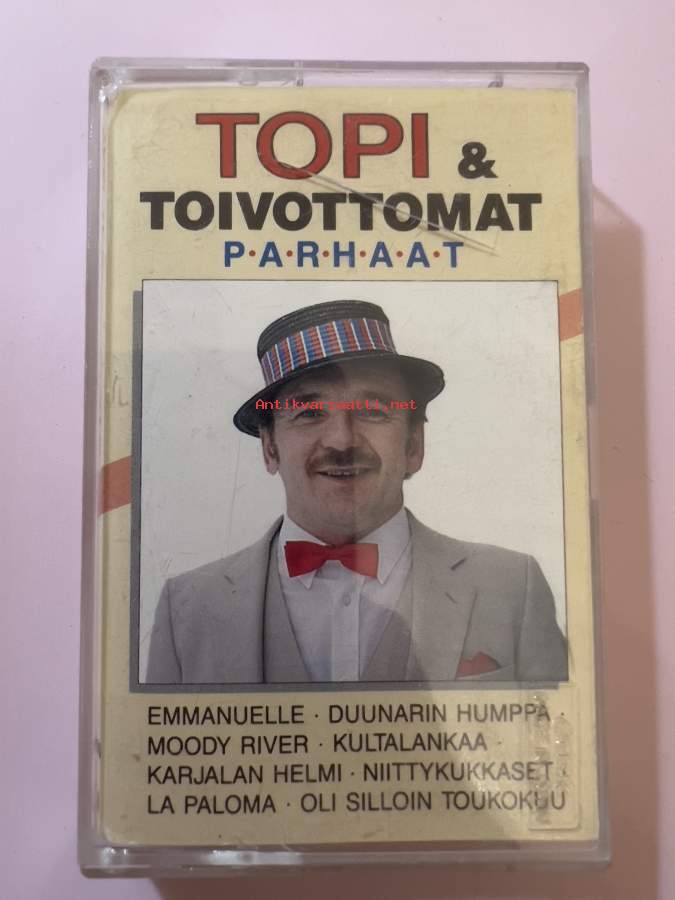 TOPI &
TOIVOTTOMAT
P·A·R·H·A·A·T
Antikvariaatti.net
EMMANUELLE · DUUNARIN HUMPPA ·
MOODY RIVER · KULTALANKAA ·
KARJALAN HELMI · NIITTYKUKKASET ·
LA PALOMA · OLI SILLOIN TOUKOKUU